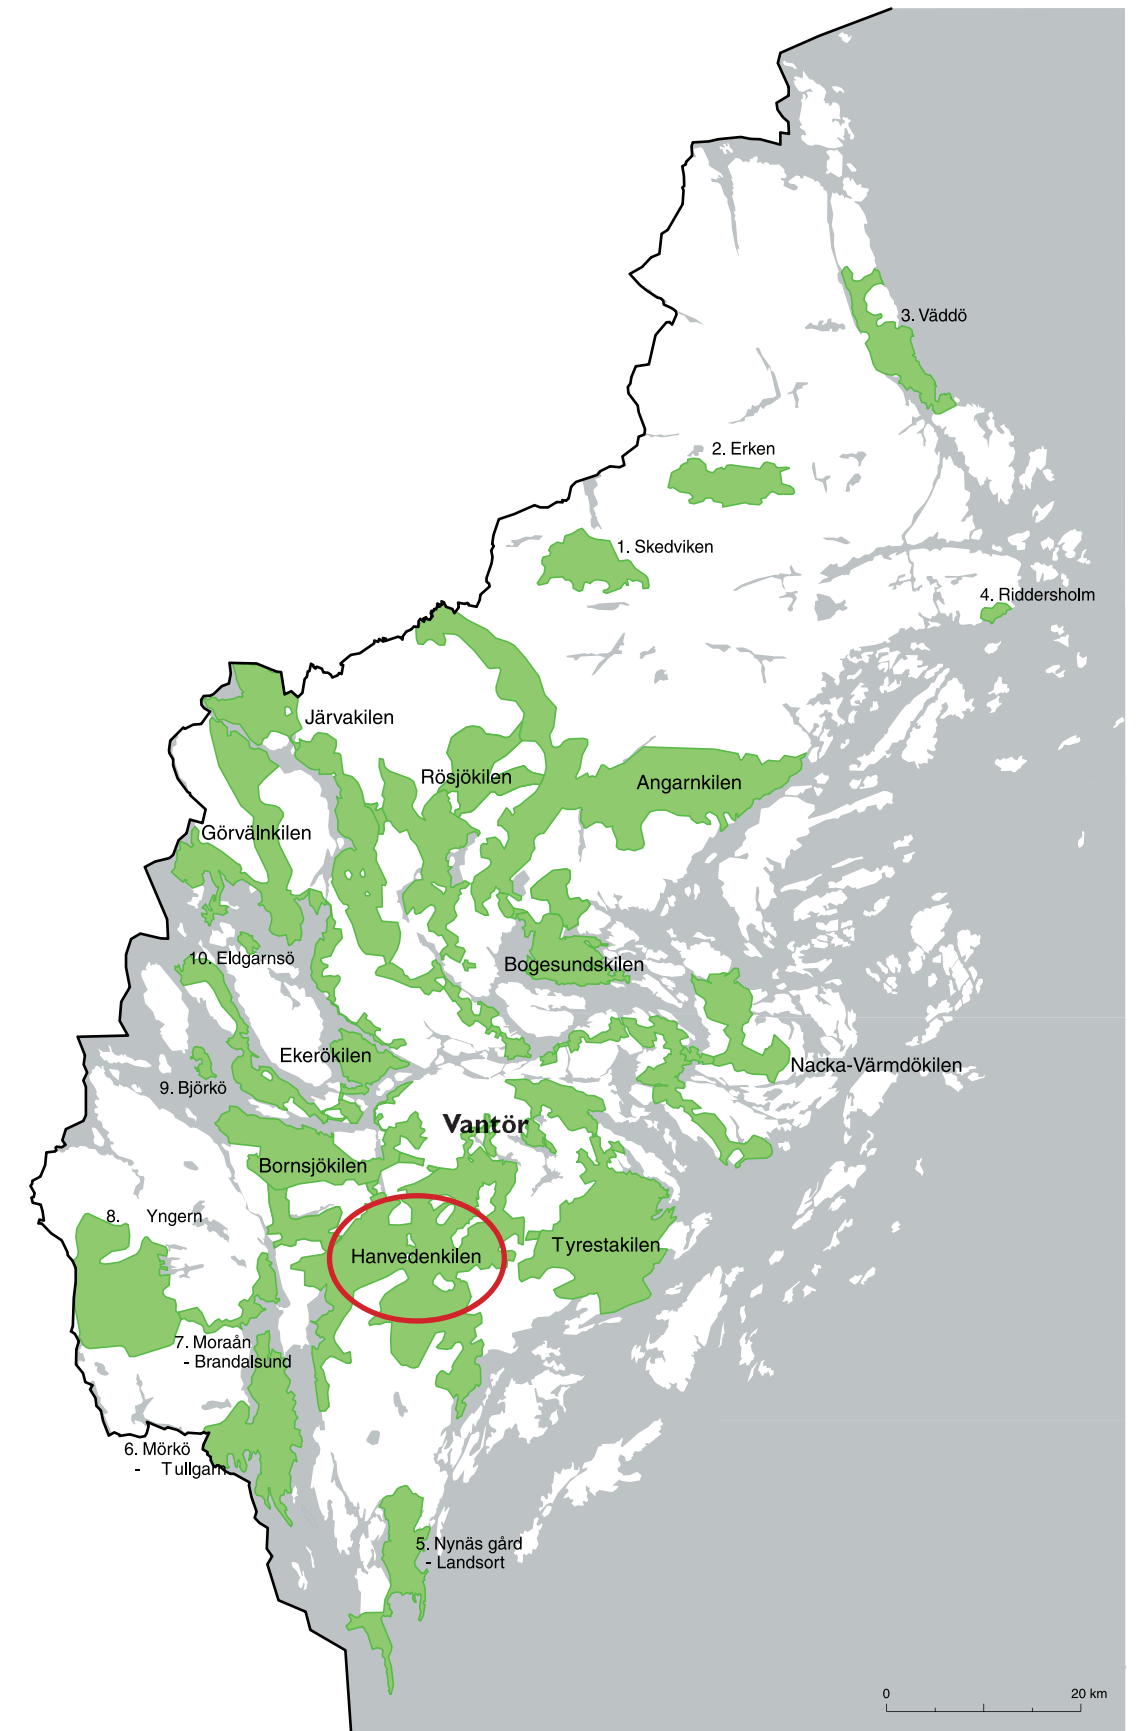 3. Väddö
2. Erken
1. Skedviken
4. Riddersholm
Järvakilen
Rösjökilen
Angarnkilen
Görvälnkilen
10. Eldgarnsö
Bogesundskilen
Ekerökilen
Nacka-Värmdökilen
9. Björkö
Vantör
Bornsjökilen
8. Yngern
Hanvedenkilen
Tyrestakilen
7. Moraån
- Brandalsund
6. Mörkö
- Tullgarn
5. Nynäs gård
- Landsort
0 20 km